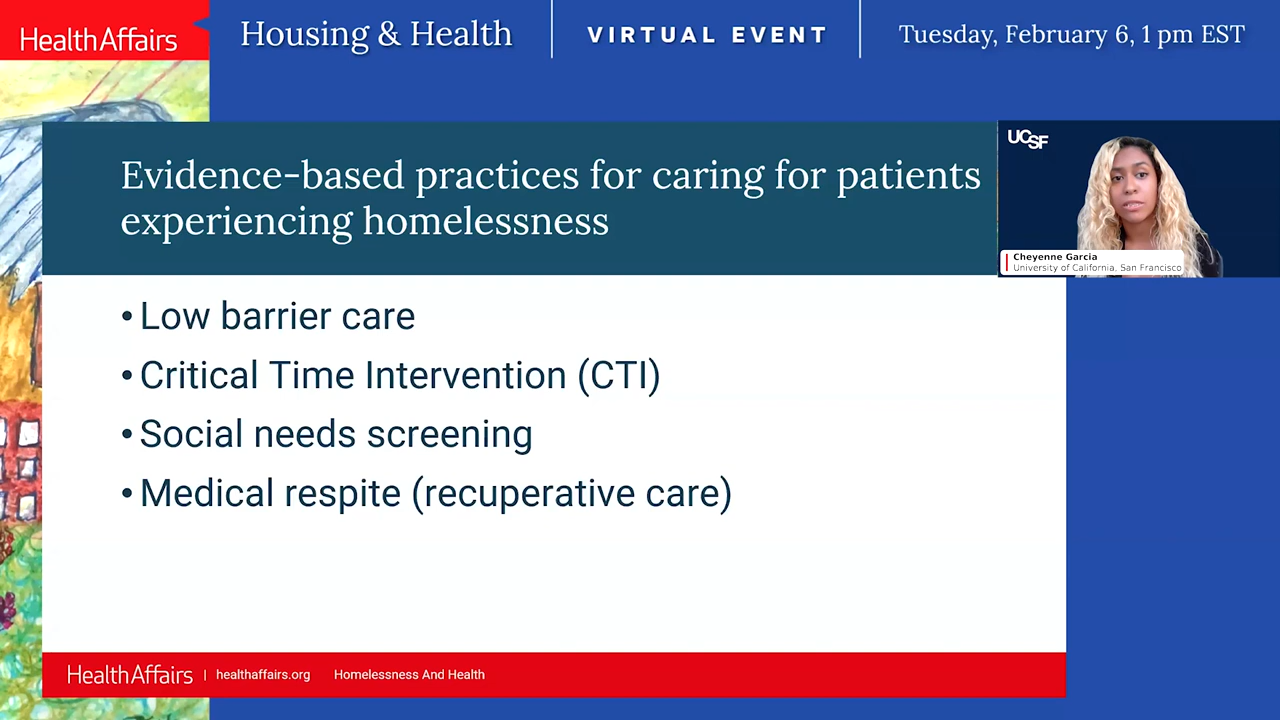 HealthAffairs
Housing & Health
VIRTUAL EVENT
Tuesday, February 6, 1 pm EST
Evidence-based practices for caring for patients
experiencing homelessness
UCSF
Cheyenne Garcia
University of California, San Francisco
•Low barrier care
•Critical Time Intervention (CTI)
•Social needs screening
•Medical respite (recuperative care)
HealthAffairs | healthaffairs.org Homelessness And Health